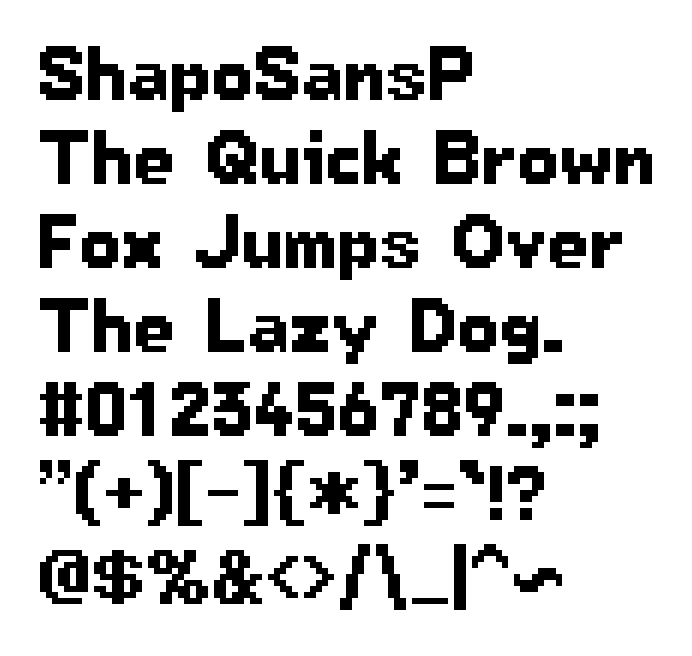 ShapoSansP
The Quick Brown
Fox Jumps Over
The Lazy Dog.
#0123456789.,:;
"(+)[-]{*}'=`!?
@$%&<>/\_|^~